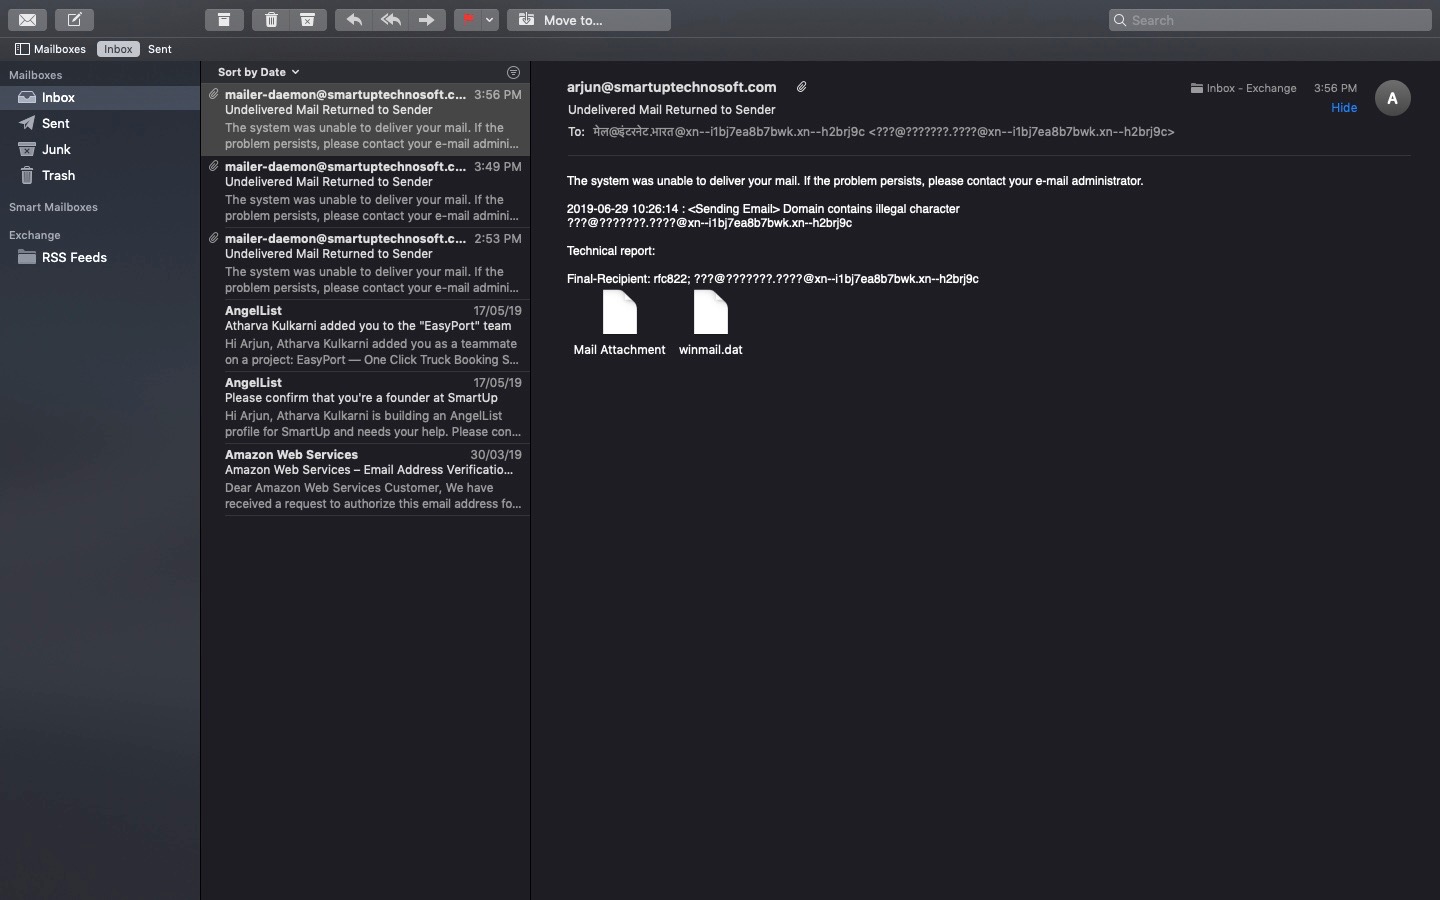 Move to...
Search
Mailboxes
Inbox
Sent
Mailboxes
Inbox
Sent
Junk
Trash
Smart Mailboxes
Exchange
RSS Feeds
Sort by Date
mailer-daemon@smartuptechnosoft.c... 3:56 PM
Undelivered Mail Returned to Sender
The system was unable to deliver your mail. If the
problem persists, please contact your e-mail admini...
mailer-daemon@smartuptechnosoft.c... 3:49 PM
Undelivered Mail Returned to Sender
The system was unable to deliver your mail. If the
problem persists, please contact your e-mail admini...
mailer-daemon@smartuptechnosoft.c... 2:53 PM
Undelivered Mail Returned to Sender
The system was unable to deliver your mail. If the
problem persists, please contact your e-mail admini...
AngelList 17/05/19
Atharva Kulkarni added you to the "EasyPort" team
Hi Arjun, Atharva Kulkarni added you as a teammate
on a project: EasyPort — One Click Truck Booking S...
AngelList 17/05/19
Please confirm that you're a founder at SmartUp
Hi Arjun, Atharva Kulkarni is building an AngelList
profile for SmartUp and needs your help. Please con...
Amazon Web Services 30/03/19
Amazon Web Services – Email Address Verificatio...
Dear Amazon Web Services Customer, We have
received a request to authorize this email address fo...
arjun@smartuptechnosoft.com
Inbox - Exchange 3:56 PM
A
Undelivered Mail Returned to Sender
Hide
To: मेल@इंटरनेट.भारत@xn--i1bj7ea8b7bwk.xn--h2brj9c <???@???????.????@xn--i1bj7ea8b7bwk.xn--h2brj9c>
The system was unable to deliver your mail. If the problem persists, please contact your e-mail administrator.
2019-06-29 10:26:14 : <Sending Email> Domain contains illegal character
???@???????.????@xn--i1bj7ea8b7bwk.xn--h2brj9c
Technical report:
Final-Recipient: rfc822; ???@???????.????@xn--i1bj7ea8b7bwk.xn--h2brj9c
Mail Attachment
winmail.dat